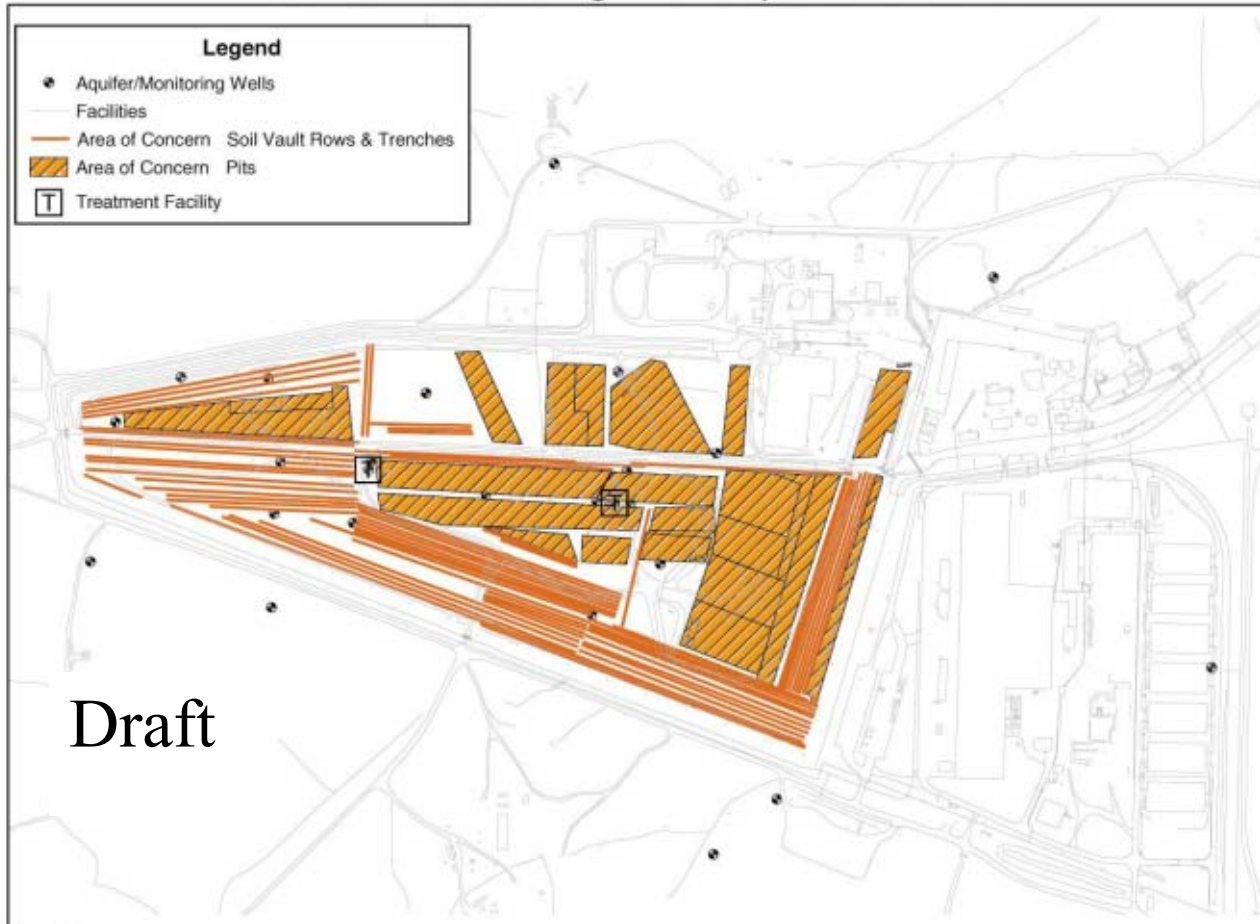 Legend
Aquifer/Monitoring Wells
Facilities
Area of Concern Soil Vault Rows & Trenches
Area of Concern Pits
T Treatment Facility
T
Draft